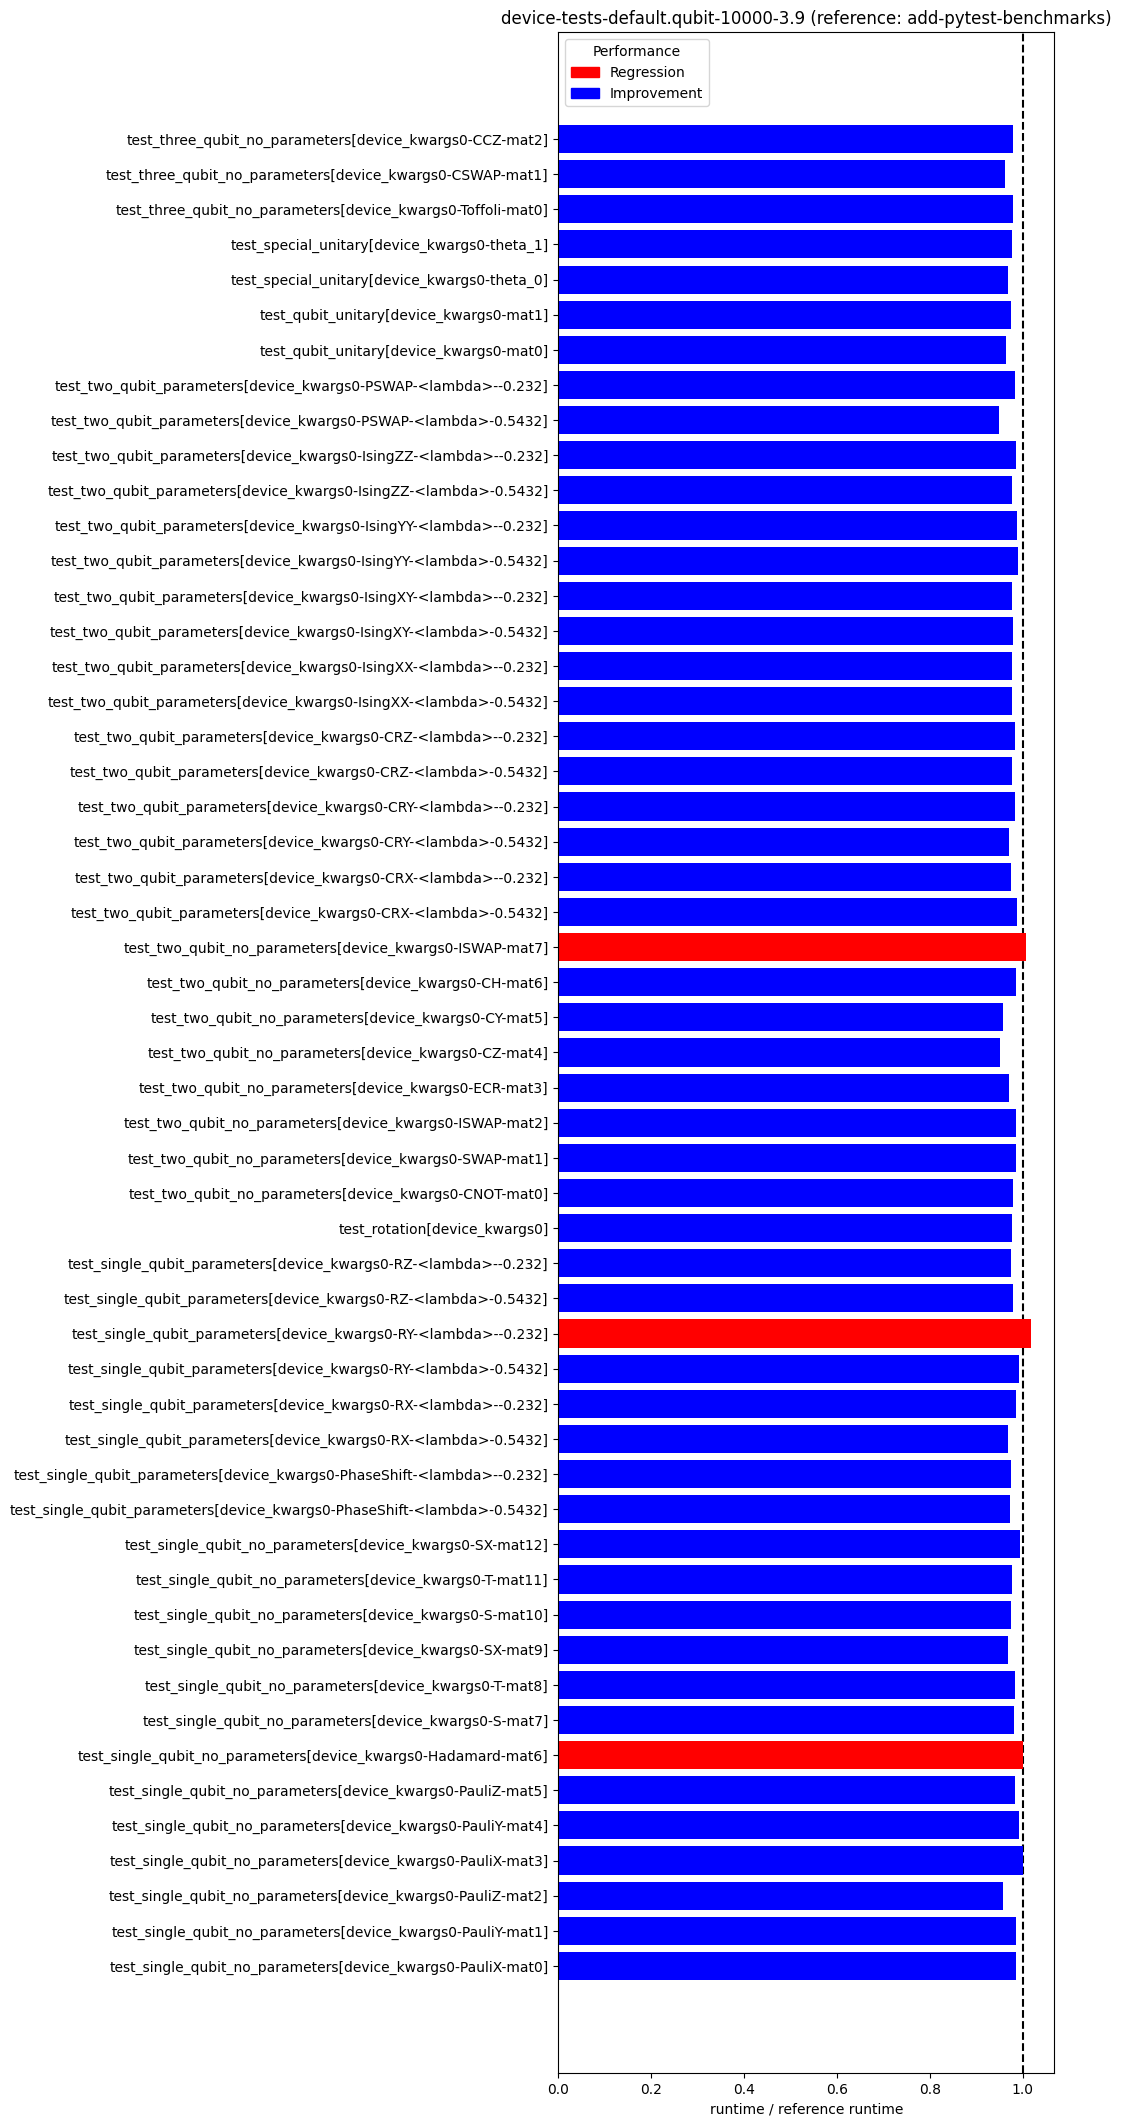 device-tests-default.qubit-10000-3.9 (reference: add-pytest-benchmarks)
Performance
Regression
Improvement
test_three_qubit_no_parameters[device_kwargs0-CCZ-mat2]
test_three_qubit_no_parameters[device_kwargs0-CSWAP-mat1]
test_three_qubit_no_parameters[device_kwargs0-Toffoli-mat0]
test_special_unitary[device_kwargs0-theta_1]
test_special_unitary[device_kwargs0-theta_0]
test_qubit_unitary[device_kwargs0-mat1]
test_qubit_unitary[device_kwargs0-mat0]
test_two_qubit_parameters[device_kwargs0-PSWAP-<lambda>--0.232]
test_two_qubit_parameters[device_kwargs0-PSWAP-<lambda>-0.5432]
test_two_qubit_parameters[device_kwargs0-IsingZZ-<lambda>--0.232]
test_two_qubit_parameters[device_kwargs0-IsingZZ-<lambda>-0.5432]
test_two_qubit_parameters[device_kwargs0-IsingYY-<lambda>--0.232]
test_two_qubit_parameters[device_kwargs0-IsingYY-<lambda>-0.5432]
test_two_qubit_parameters[device_kwargs0-IsingXY-<lambda>--0.232]
test_two_qubit_parameters[device_kwargs0-IsingXY-<lambda>-0.5432]
test_two_qubit_parameters[device_kwargs0-IsingXX-<lambda>--0.232]
test_two_qubit_parameters[device_kwargs0-IsingXX-<lambda>-0.5432]
test_two_qubit_parameters[device_kwargs0-CRZ-<lambda>--0.232]
test_two_qubit_parameters[device_kwargs0-CRZ-<lambda>-0.5432]
test_two_qubit_parameters[device_kwargs0-CRY-<lambda>--0.232]
test_two_qubit_parameters[device_kwargs0-CRY-<lambda>-0.5432]
test_two_qubit_parameters[device_kwargs0-CRX-<lambda>--0.232]
test_two_qubit_parameters[device_kwargs0-CRX-<lambda>-0.5432]
test_two_qubit_no_parameters[device_kwargs0-ISWAP-mat7]
test_two_qubit_no_parameters[device_kwargs0-CH-mat6]
test_two_qubit_no_parameters[device_kwargs0-CY-mat5]
test_two_qubit_no_parameters[device_kwargs0-CZ-mat4]
test_two_qubit_no_parameters[device_kwargs0-ECR-mat3]
test_two_qubit_no_parameters[device_kwargs0-ISWAP-mat2]
test_two_qubit_no_parameters[device_kwargs0-SWAP-mat1]
test_two_qubit_no_parameters[device_kwargs0-CNOT-mat0]
test_rotation[device_kwargs0]
test_single_qubit_parameters[device_kwargs0-RZ-<lambda>--0.232]
test_single_qubit_parameters[device_kwargs0-RZ-<lambda>-0.5432]
test_single_qubit_parameters[device_kwargs0-RY-<lambda>--0.232]
test_single_qubit_parameters[device_kwargs0-RY-<lambda>-0.5432]
test_single_qubit_parameters[device_kwargs0-RX-<lambda>--0.232]
test_single_qubit_parameters[device_kwargs0-RX-<lambda>-0.5432]
test_single_qubit_parameters[device_kwargs0-PhaseShift-<lambda>--0.232]
test_single_qubit_parameters[device_kwargs0-PhaseShift-<lambda>-0.5432]
test_single_qubit_no_parameters[device_kwargs0-SX-mat12]
test_single_qubit_no_parameters[device_kwargs0-T-mat11]
test_single_qubit_no_parameters[device_kwargs0-S-mat10]
test_single_qubit_no_parameters[device_kwargs0-SX-mat9]
test_single_qubit_no_parameters[device_kwargs0-T-mat8]
test_single_qubit_no_parameters[device_kwargs0-S-mat7]
test_single_qubit_no_parameters[device_kwargs0-Hadamard-mat6]
test_single_qubit_no_parameters[device_kwargs0-PauliZ-mat5]
test_single_qubit_no_parameters[device_kwargs0-PauliY-mat4]
test_single_qubit_no_parameters[device_kwargs0-PauliX-mat3]
test_single_qubit_no_parameters[device_kwargs0-PauliZ-mat2]
test_single_qubit_no_parameters[device_kwargs0-PauliY-mat1]
test_single_qubit_no_parameters[device_kwargs0-PauliX-mat0]
0.0 0.2 0.4 0.6 0.8 1.0
runtime / reference runtime